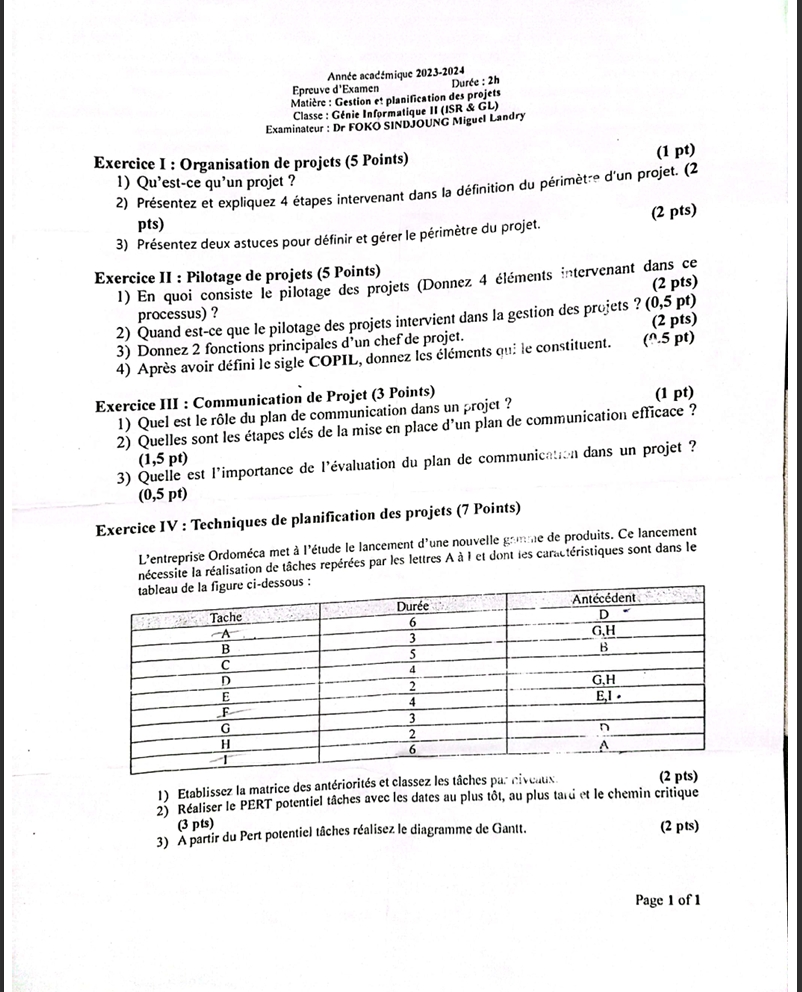 Année académique 2023-2024
Epreuve d'Examen Durée : 2h
Matière : Gestion et planification des projets
Classe : Génie Informatique II (ISR & GL)
Examinateur : Dr FOKO SINDJOUNG Miguel Landry
Exercice I : Organisation de projets (5 Points)
1) Qu'est-ce qu'un projet ? (1 pt)
2) Présentez et expliquez 4 étapes intervenant dans la définition du périmètre d'un projet. (2
pts)
3) Présentez deux astuces pour définir et gérer le périmètre du projet. (2 pts)
Exercice II : Pilotage de projets (5 Points)
1) En quoi consiste le pilotage des projets (Donnez 4 éléments intervenant dans ce
processus) ? (2 pts)
2) Quand est-ce que le pilotage des projets intervient dans la gestion des projets ? (0,5 pt)
3) Donnez 2 fonctions principales d'un chef de projet. (2 pts)
4) Après avoir défini le sigle COPIL, donnez les éléments qui le constituent. (0.5 pt)
Exercice III : Communication de Projet (3 Points)
1) Quel est le rôle du plan de communication dans un projet ? (1 pt)
2) Quelles sont les étapes clés de la mise en place d'un plan de communication efficace ?
(1,5 pt)
3) Quelle est l'importance de l'évaluation du plan de communication dans un projet ?
(0,5 pt)
Exercice IV : Techniques de planification des projets (7 Points)
L'entreprise Ordoméca met à l'étude le lancement d'une nouvelle gamme de produits. Ce lancement
nécessite la réalisation de tâches repérées par les lettres A à I et dont les caractéristiques sont dans le
tableau de la figure ci-dessous :
Tache Durée Antécédent
A 6 D
B 3 G,H
C 5 B
D 4
E 2 G,H
F 4 E,I
G 3
H 2 D
I 6 A
1) Etablissez la matrice des antériorités et classez les tâches par niveaux. (2 pts)
2) Réaliser le PERT potentiel tâches avec les dates au plus tôt, au plus tard et le chemin critique
(3 pts)
3) A partir du Pert potentiel tâches réalisez le diagramme de Gantt. (2 pts)
Page 1 of 1